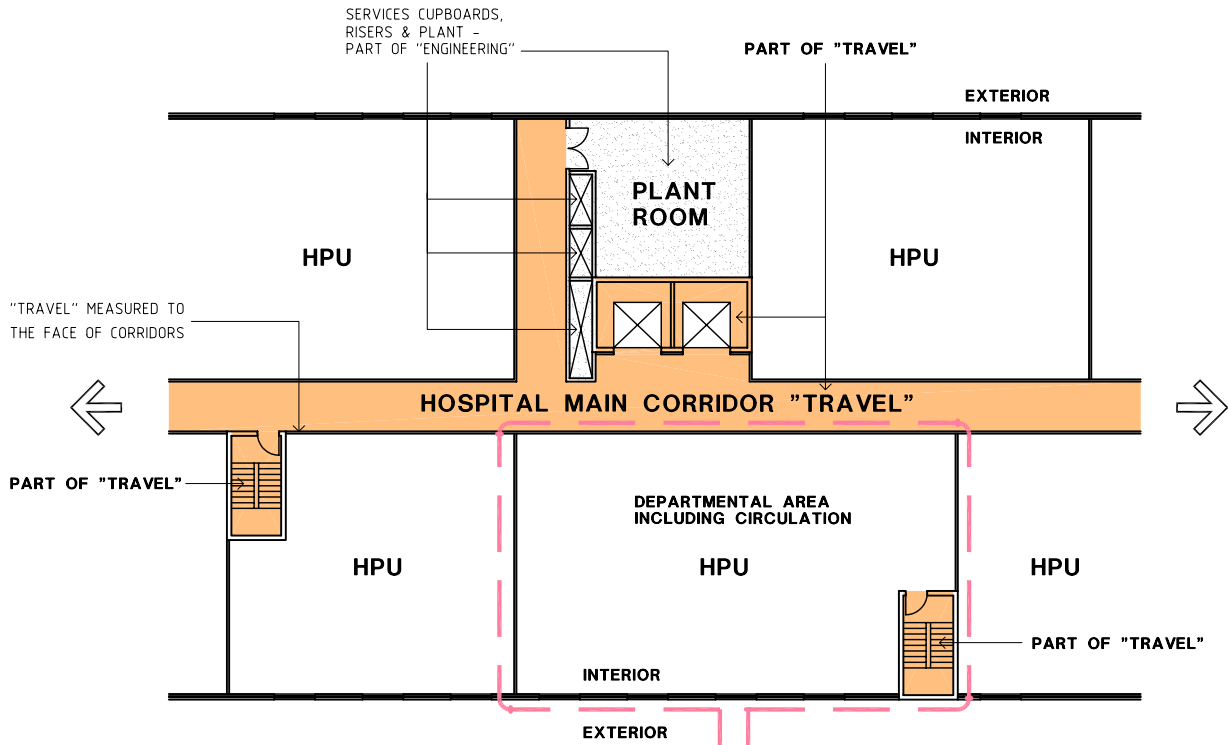 SERVICES CUPBOARDS,
RISERS & PLANT -
PART OF "ENGINEERING"
PART OF "TRAVEL"
EXTERIOR
INTERIOR
PLANT
ROOM
HPU
HPU
"TRAVEL" MEASURED TO
THE FACE OF CORRIDORS
HOSPITAL MAIN CORRIDOR "TRAVEL"
PART OF "TRAVEL"
DEPARTMENTAL AREA
INCLUDING CIRCULATION
HPU
HPU
HPU
PART OF "TRAVEL"
INTERIOR
EXTERIOR